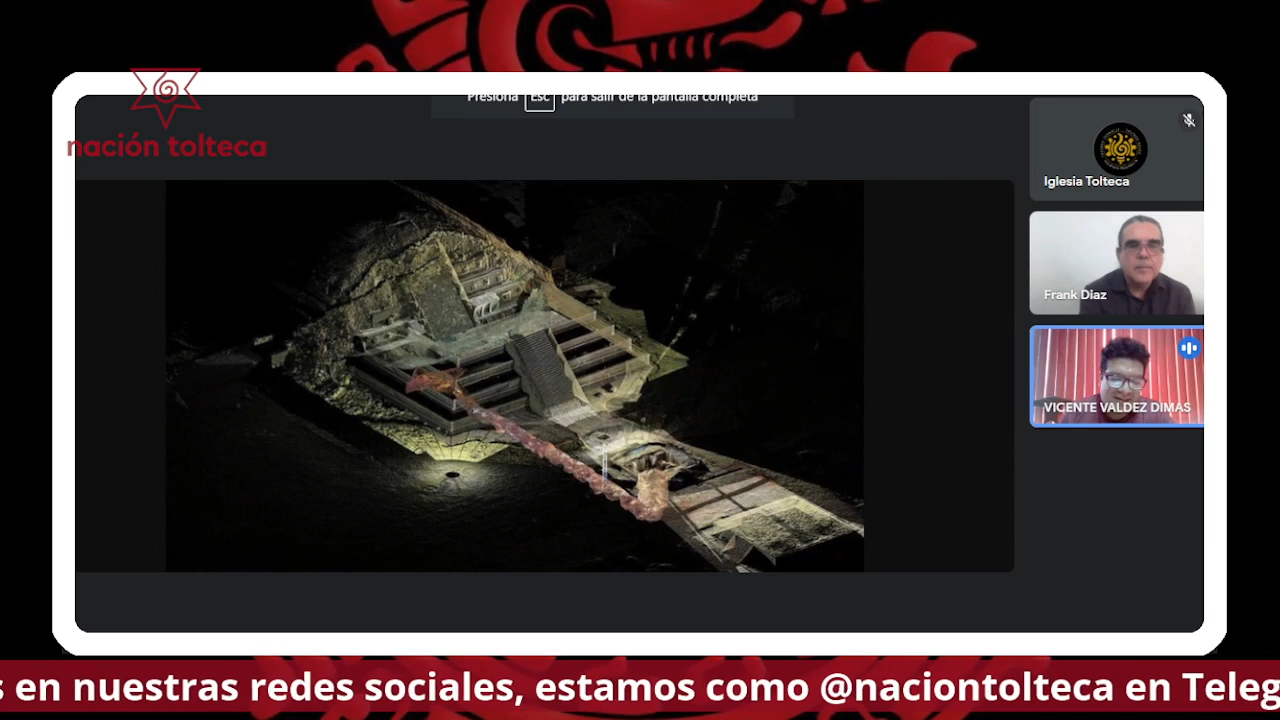 Presiona Esc para salir de la pantalla completa
nación tolteca
Iglesia Tolteca
Frank Diaz
VICENTE VALDEZ DIMAS
s en nuestras redes sociales, estamos como @naciontolteca en Teleg